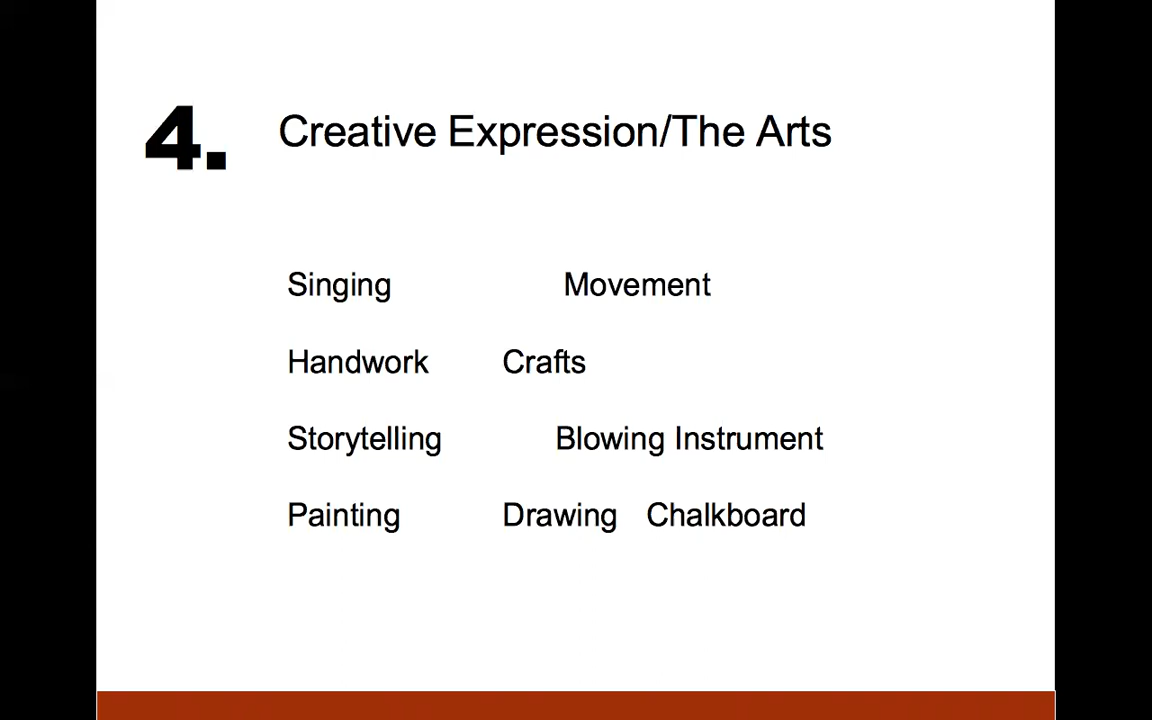 4. Creative Expression/The Arts
Singing Movement
Handwork Crafts
Storytelling Blowing Instrument
Painting Drawing Chalkboard